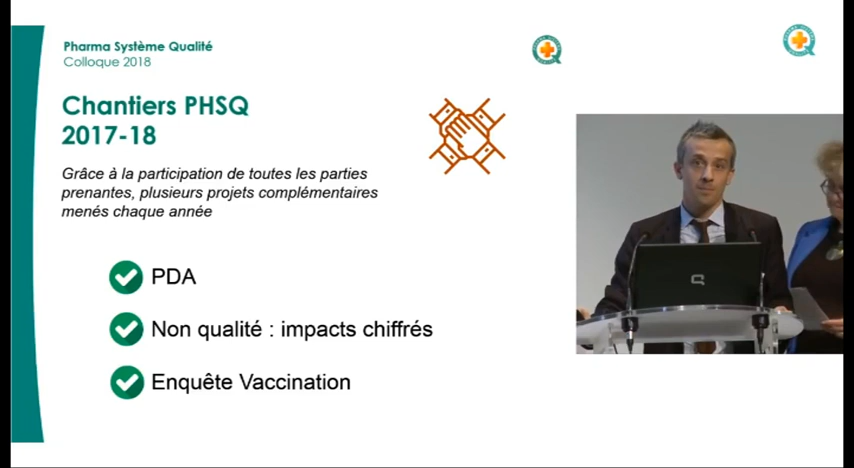 Pharma Système Qualité
Colloque 2018
Chantiers PHSQ
2017-18
Grâce à la participation de toutes les parties
prenantes, plusieurs projets complémentaires
menés chaque année
PDA
Non qualité : impacts chiffrés
Enquête Vaccination